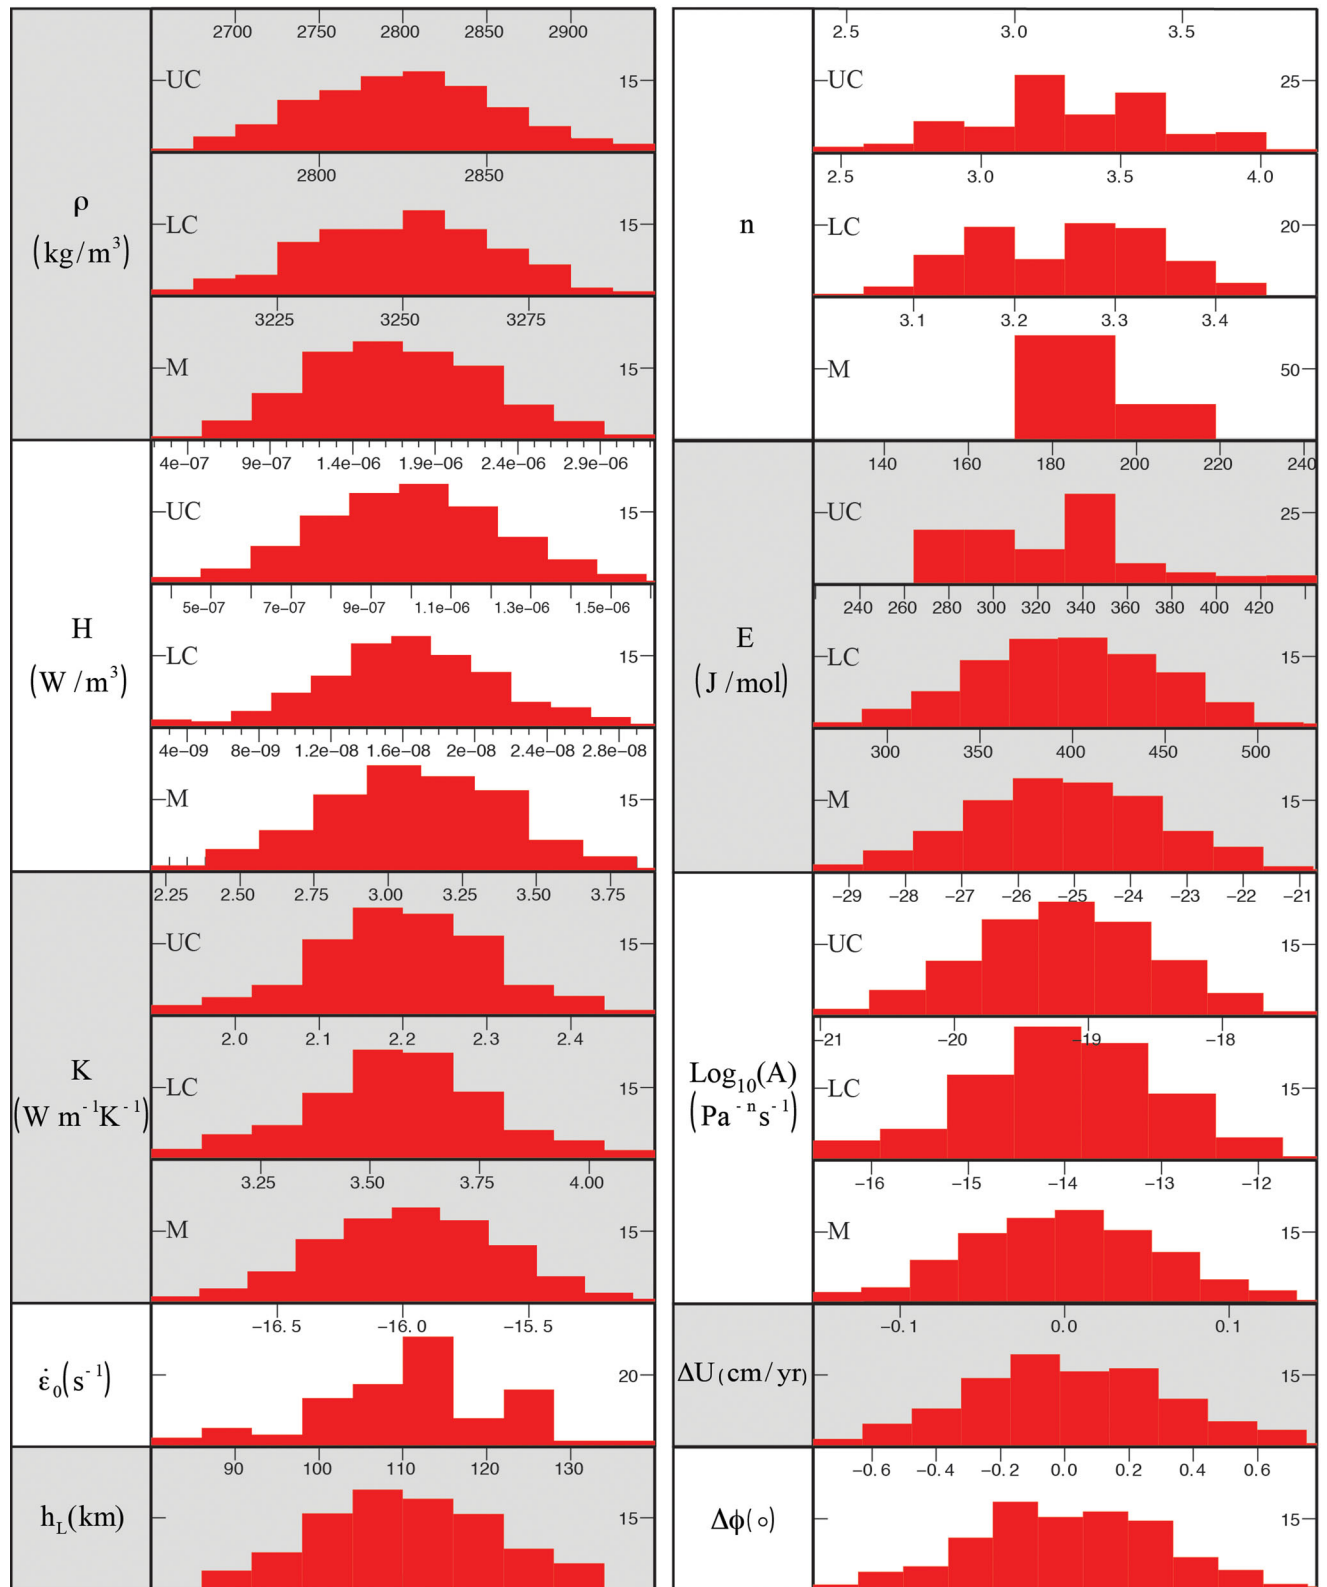 2700 2750 2800 2850 2900
UC 15
2800 2850
LC 15
ρ
(kg/m³)
3225 3250 3275
M 15
4e−07 9e−07 1.4e−06 1.9e−06 2.4e−06 2.9e−06
UC 15
5e−07 7e−07 9e−07 1.1e−06 1.3e−06 1.5e−06
H
LC 15
(W/m³)
4e−09 8e−09 1.2e−08 1.6e−08 2e−08 2.4e−08 2.8e−08
M 15
2.25 2.50 2.75 3.00 3.25 3.50 3.75
UC 15
2.0 2.1 2.2 2.3 2.4
K
LC 15
(W m⁻¹K⁻¹)
3.25 3.50 3.75 4.00
M 15
−16.5 −16.0 −15.5
ε̇₀(s⁻¹) 20
90 100 110 120 130
h_L(km) 15
2.5 3.0 3.5
UC 25
2.5 3.0 3.5 4.0
n
LC 20
3.1 3.2 3.3 3.4
M 50
140 160 180 200 220 240
UC 25
240 260 280 300 320 340 360 380 400 420
E
LC 15
(J/mol)
300 350 400 450 500
M 15
−29 −28 −27 −26 −25 −24 −23 −22 −21
UC 15
−21 −20 −19 −18
Log₁₀(A)
LC 15
(Pa⁻ⁿs⁻¹)
−16 −15 −14 −13 −12
M 15
−0.1 0.0 0.1
ΔU(cm/yr) 15
−0.6 −0.4 −0.2 0.0 0.2 0.4 0.6
Δϕ(○) 15